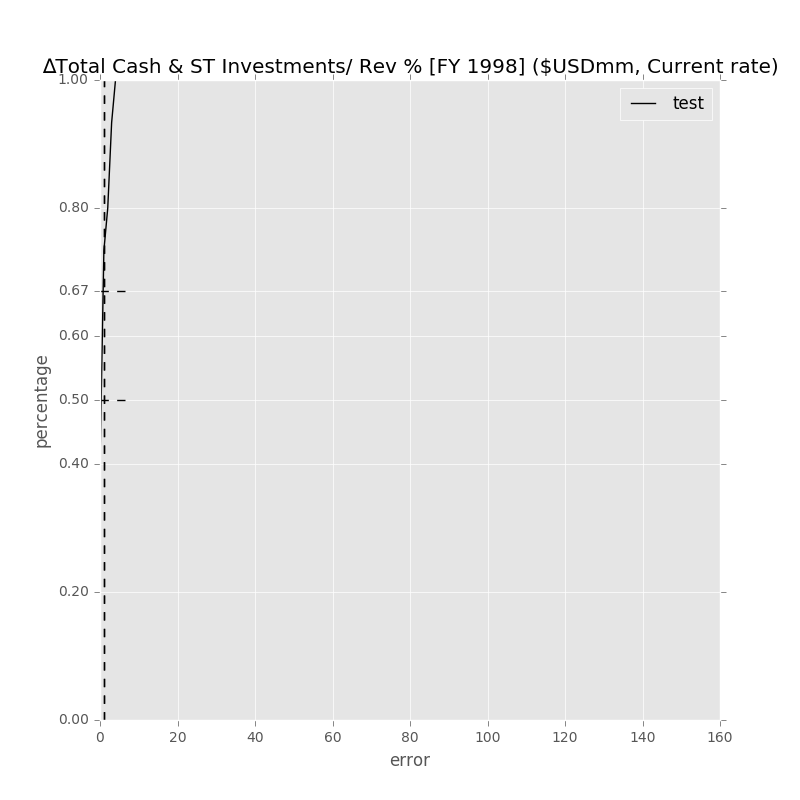 ΔTotal Cash & ST Investments/ Rev % [FY 1998] ($USDmm, Current rate)
1.00
test
0.80
0.67
0.60
percentage
0.50
0.40
0.20
0.00
0 20 40 60 80 100 120 140 160
error